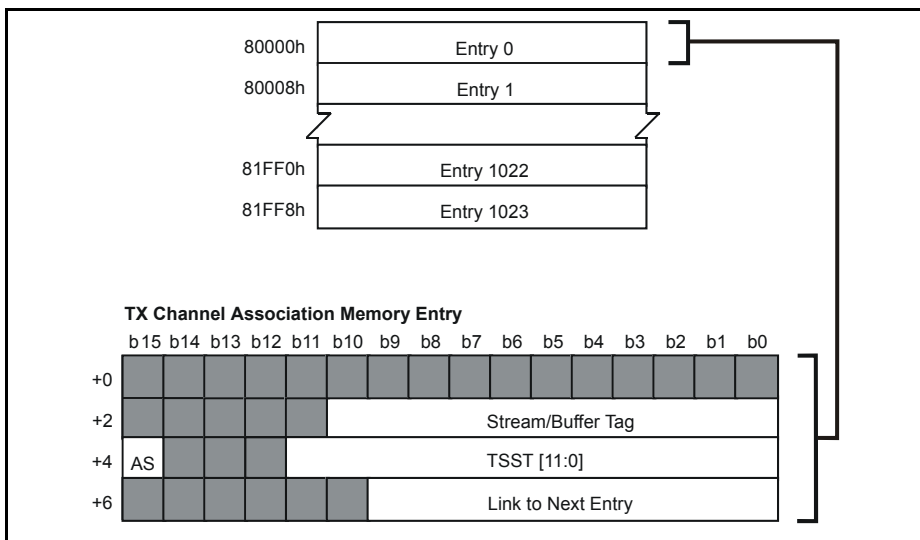 80000h Entry 0
80008h Entry 1
81FF0h Entry 1022
81FF8h Entry 1023
TX Channel Association Memory Entry
b15 b14 b13 b12 b11 b10 b9 b8 b7 b6 b5 b4 b3 b2 b1 b0
+0
+2 Stream/Buffer Tag
+4 AS TSST [11:0]
+6 Link to Next Entry